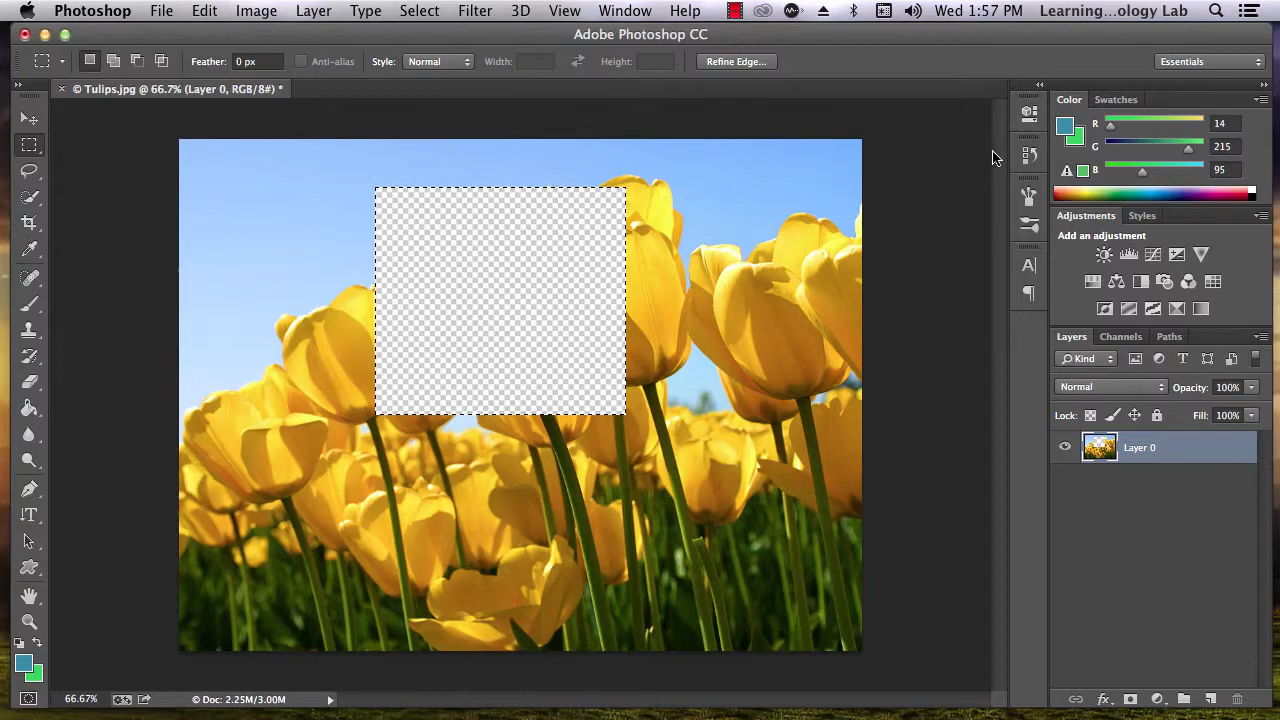 Photoshop File Edit Image Layer Type Select Filter 3D View Window Help Wed 1:57 PM Learning...ology Lab
Adobe Photoshop CC
Feather: 0 px Anti-alias Style: Normal Width: Height: Refine Edge... Essentials
© Tulips.jpg @ 66.7% (Layer 0, RGB/8#) *
Color Swatches
R 14
G 215
B 95
Adjustments Styles
Add an adjustment
Layers Channels Paths
Kind
Normal Opacity: 100%
Lock: Fill: 100%
Layer 0
66.67% © Doc: 2.25M/3.00M